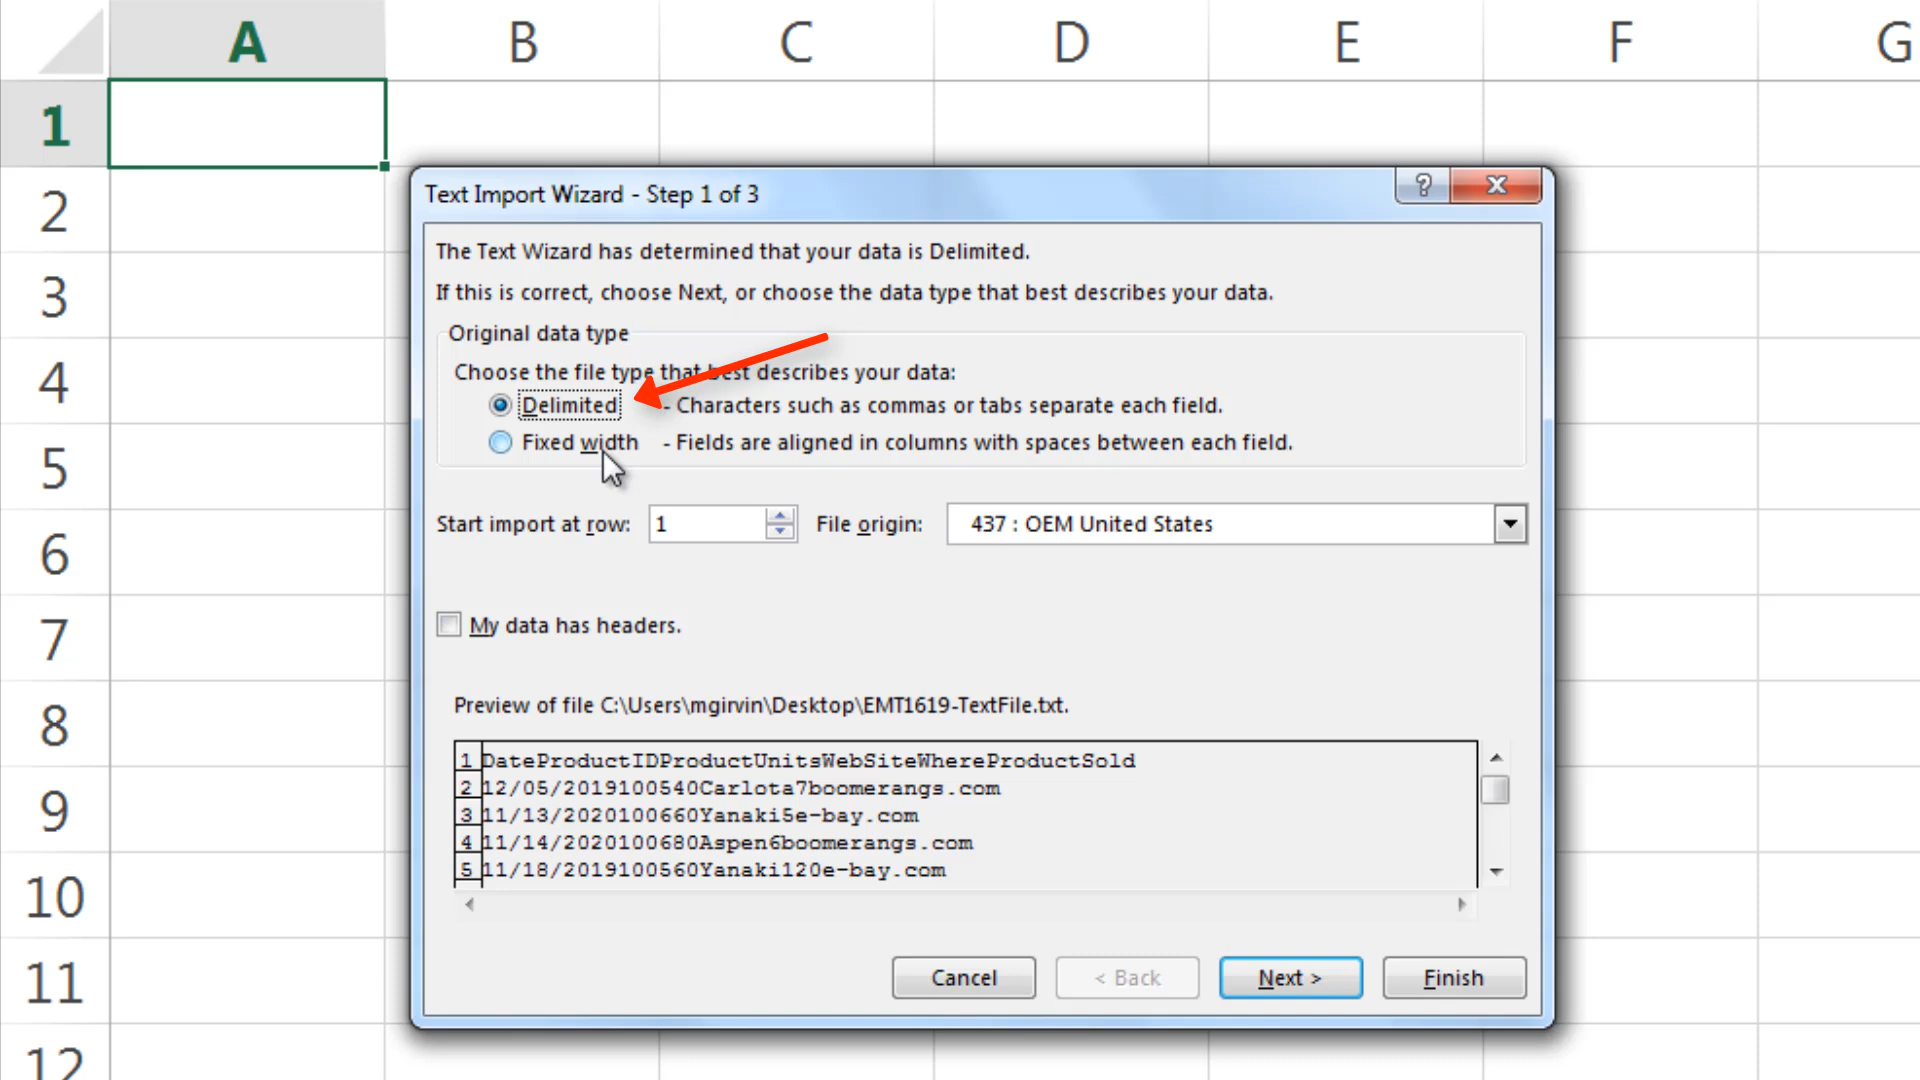 A B C D E F G
1
2
Text Import Wizard - Step 1 of 3
The Text Wizard has determined that your data is Delimited.
If this is correct, choose Next, or choose the data type that best describes your data.
3
Original data type
Choose the file type that best describes your data:
4
Delimited - Characters such as commas or tabs separate each field.
Fixed width - Fields are aligned in columns with spaces between each field.
5
Start import at row: 1 File origin: 437 : OEM United States
6
My data has headers.
7
Preview of file C:\Users\mgirvin\Desktop\EMT1619-TextFile.txt.
8
1 DateProductIDProductUnitsWebSiteWhereProductSold
2 12/05/2019100540Carlota7boomerangs.com
9
3 11/13/2020100660Yanaki5e-bay.com
4 11/14/2020100680Aspen6boomerangs.com
5 11/18/2019100560Yanaki120e-bay.com
10
Cancel < Back Next > Finish
11
12